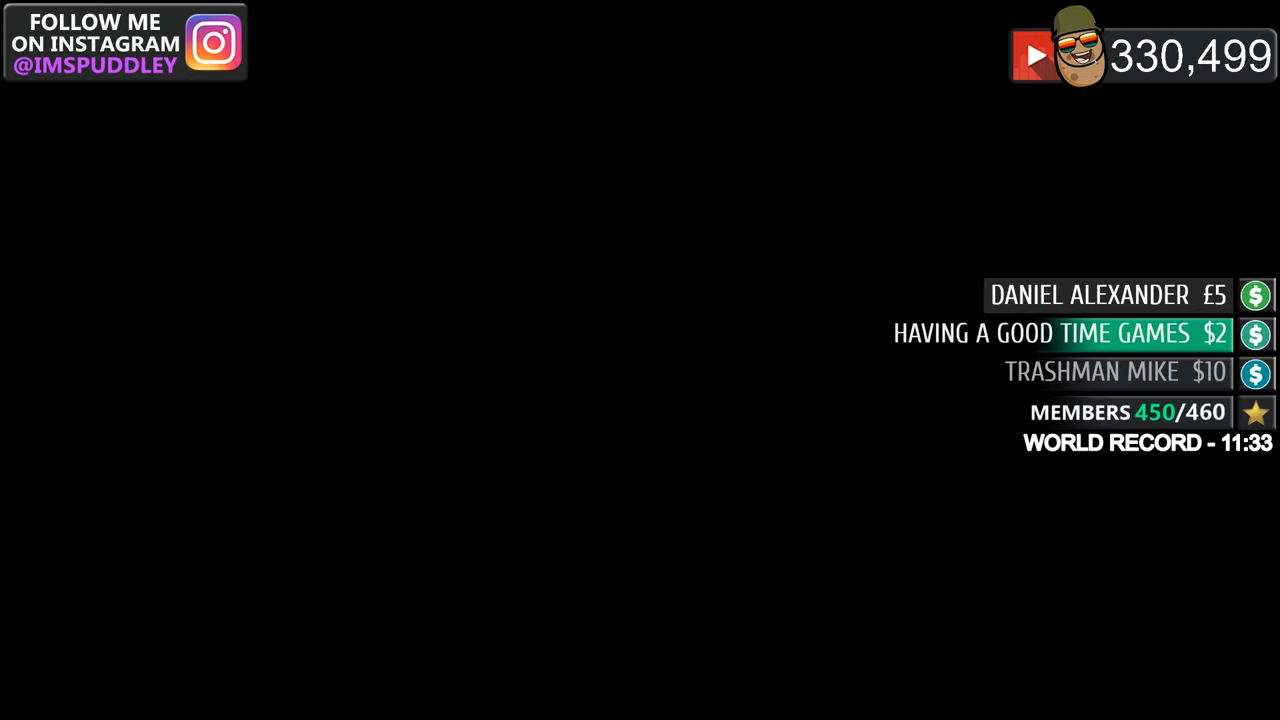 FOLLOW ME
ON INSTAGRAM
@IMSPUDDLEY
330,499
DANIEL ALEXANDER £5
HAVING A GOOD TIME GAMES $2
TRASHMAN MIKE $10
MEMBERS 450/460
WORLD RECORD - 11:33